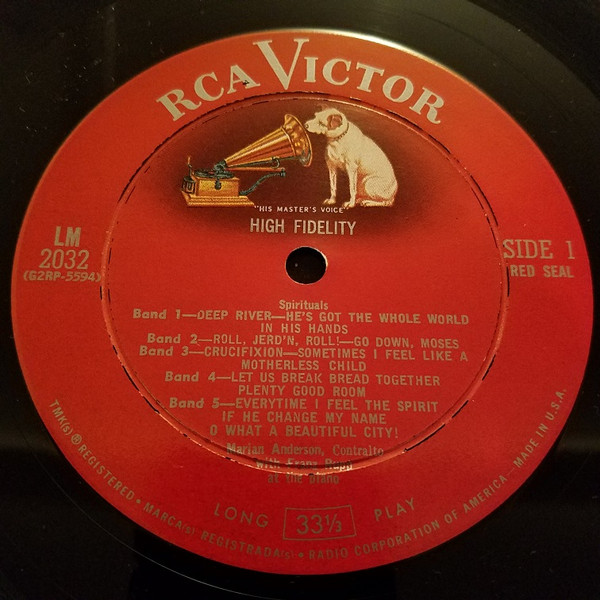 RCA VICTOR
"HIS MASTER'S VOICE"
HIGH FIDELITY
LM
2032
(G2RP-5594)
SIDE 1
RED SEAL
Spirituals
Band 1—DEEP RIVER—HE'S GOT THE WHOLE WORLD
IN HIS HANDS
Band 2—ROLL, JERD'N, ROLL!—GO DOWN, MOSES
Band 3—CRUCIFIXION—SOMETIMES I FEEL LIKE A
MOTHERLESS CHILD
Band 4—LET US BREAK BREAD TOGETHER
PLENTY GOOD ROOM
Band 5—EVERYTIME I FEEL THE SPIRIT
IF HE CHANGE MY NAME
O WHAT A BEAUTIFUL CITY!
Marian Anderson, Contralto
with Franz Rupp
at the piano
LONG 33⅓ PLAY
TMK(s) ® REGISTERED • MARCA(s) REGISTRADA(s) • RADIO CORPORATION OF AMERICA—MADE IN U.S.A.